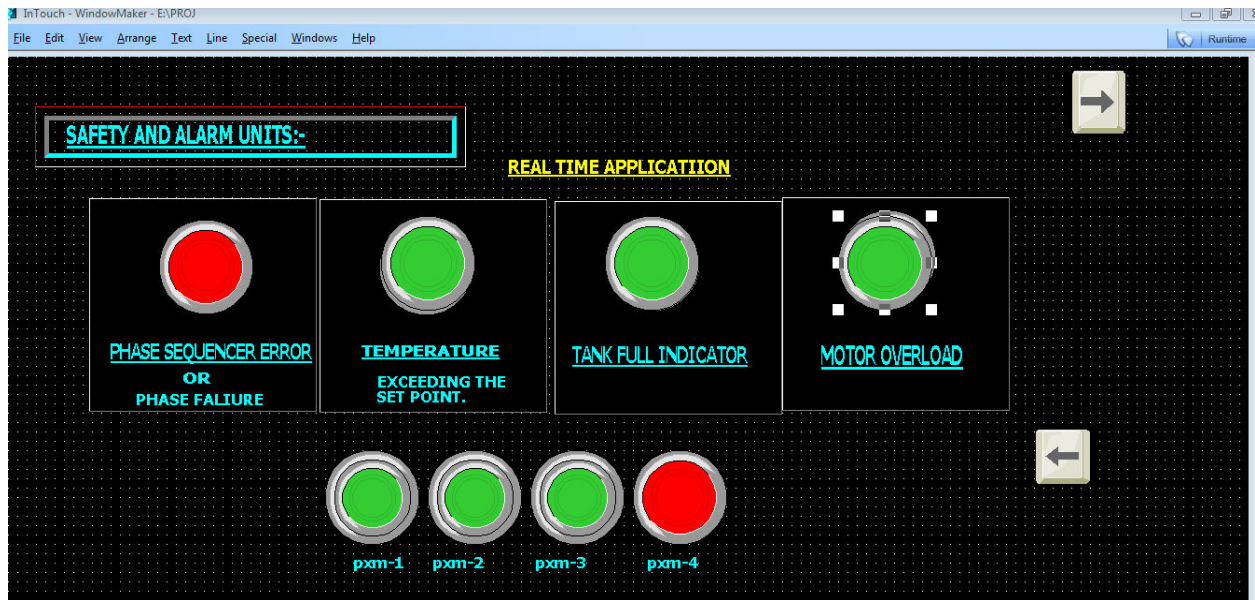 InTouch - WindowMaker - E:\PROJ
File Edit View Arrange Text Line Special Windows Help
Runtime
SAFETY AND ALARM UNITS:-
REAL TIME APPLICATIION
PHASE SEQUENCER ERROR
OR
PHASE FALIURE
TEMPERATURE
EXCEEDING THE
SET POINT.
TANK FULL INDICATOR
MOTOR OVERLOAD
pxm-1 pxm-2 pxm-3 pxm-4